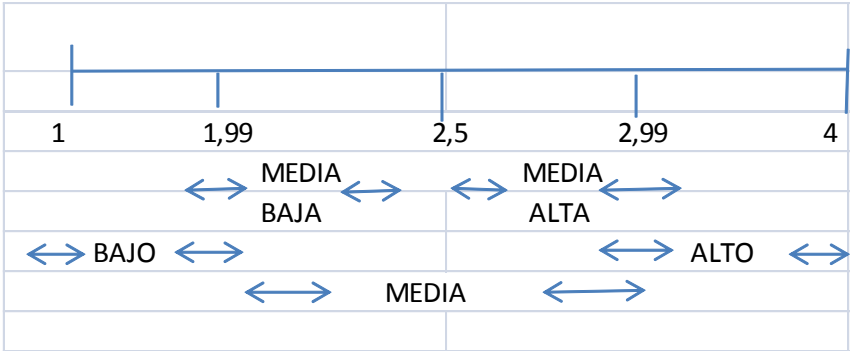 1 1,99 2,5 2,99 4
MEDIA MEDIA
BAJA ALTA
BAJO ALTO
MEDIA